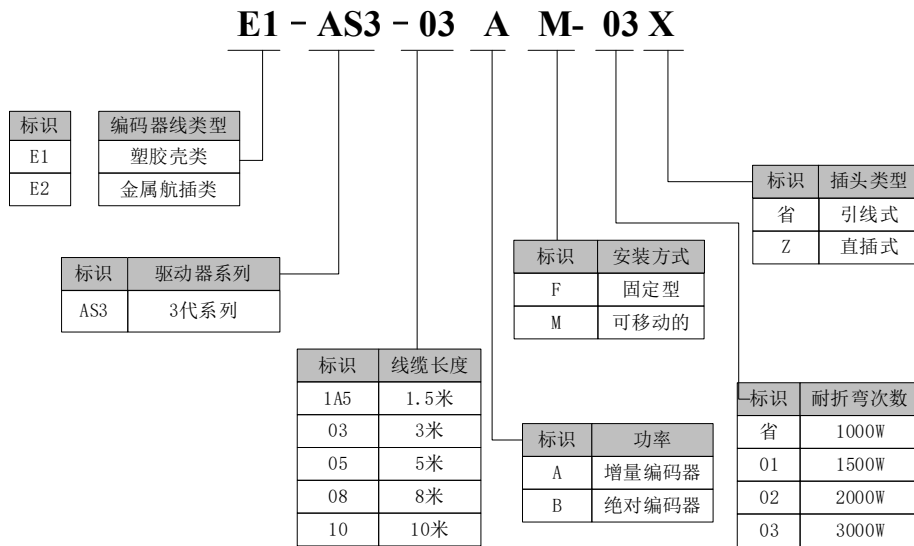 E1-AS3-03 A M-03 X
标识 编码器线类型
E1 塑胶壳类
E2 金属航插类
标识 插头类型
省 引线式
Z 直插式
标识 驱动器系列
AS3 3代系列
标识 安装方式
F 固定型
M 可移动的
标识 线缆长度
1A5 1.5米
03 3米
05 5米
08 8米
10 10米
标识 功率
A 增量编码器
B 绝对编码器
标识 耐折弯次数
省 1000W
01 1500W
02 2000W
03 3000W